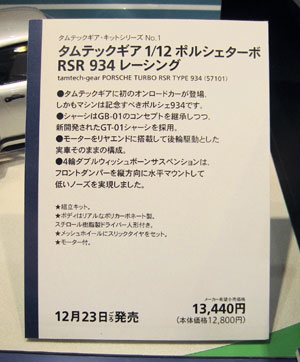 タムテックギア・キットシリーズ No.1
タムテックギア 1/12 ポルシェターボ
RSR 934 レーシング
tamtech-gear PORSCHE TURBO RSR TYPE 934 (57101)
●タムテックギアに初のオンロードカーが登場。
しかもマシンは記念すべきポルシェ934です。
●シャーシはGB-01のコンセプトを継承しつつ、
新開発されたGT-01シャーシを採用。
●モーターをリヤエンドに搭載して後輪駆動とした
実車そのままの構成。
●4輪ダブルウィッシュボーンサスペンションは、
フロントダンパーを縦方向に水平マウントして
低いノーズを実現しました。
★組立キット。
★ボディはリアルなポリカーボネート製。
スチロール樹脂製ドライバー人形付き。
★メッシュホイールにスリックタイヤをセット。
★モーター付。
メーカー希望小売価格
13,440円
12月23日ごろ発売
(本体価格12,800円)